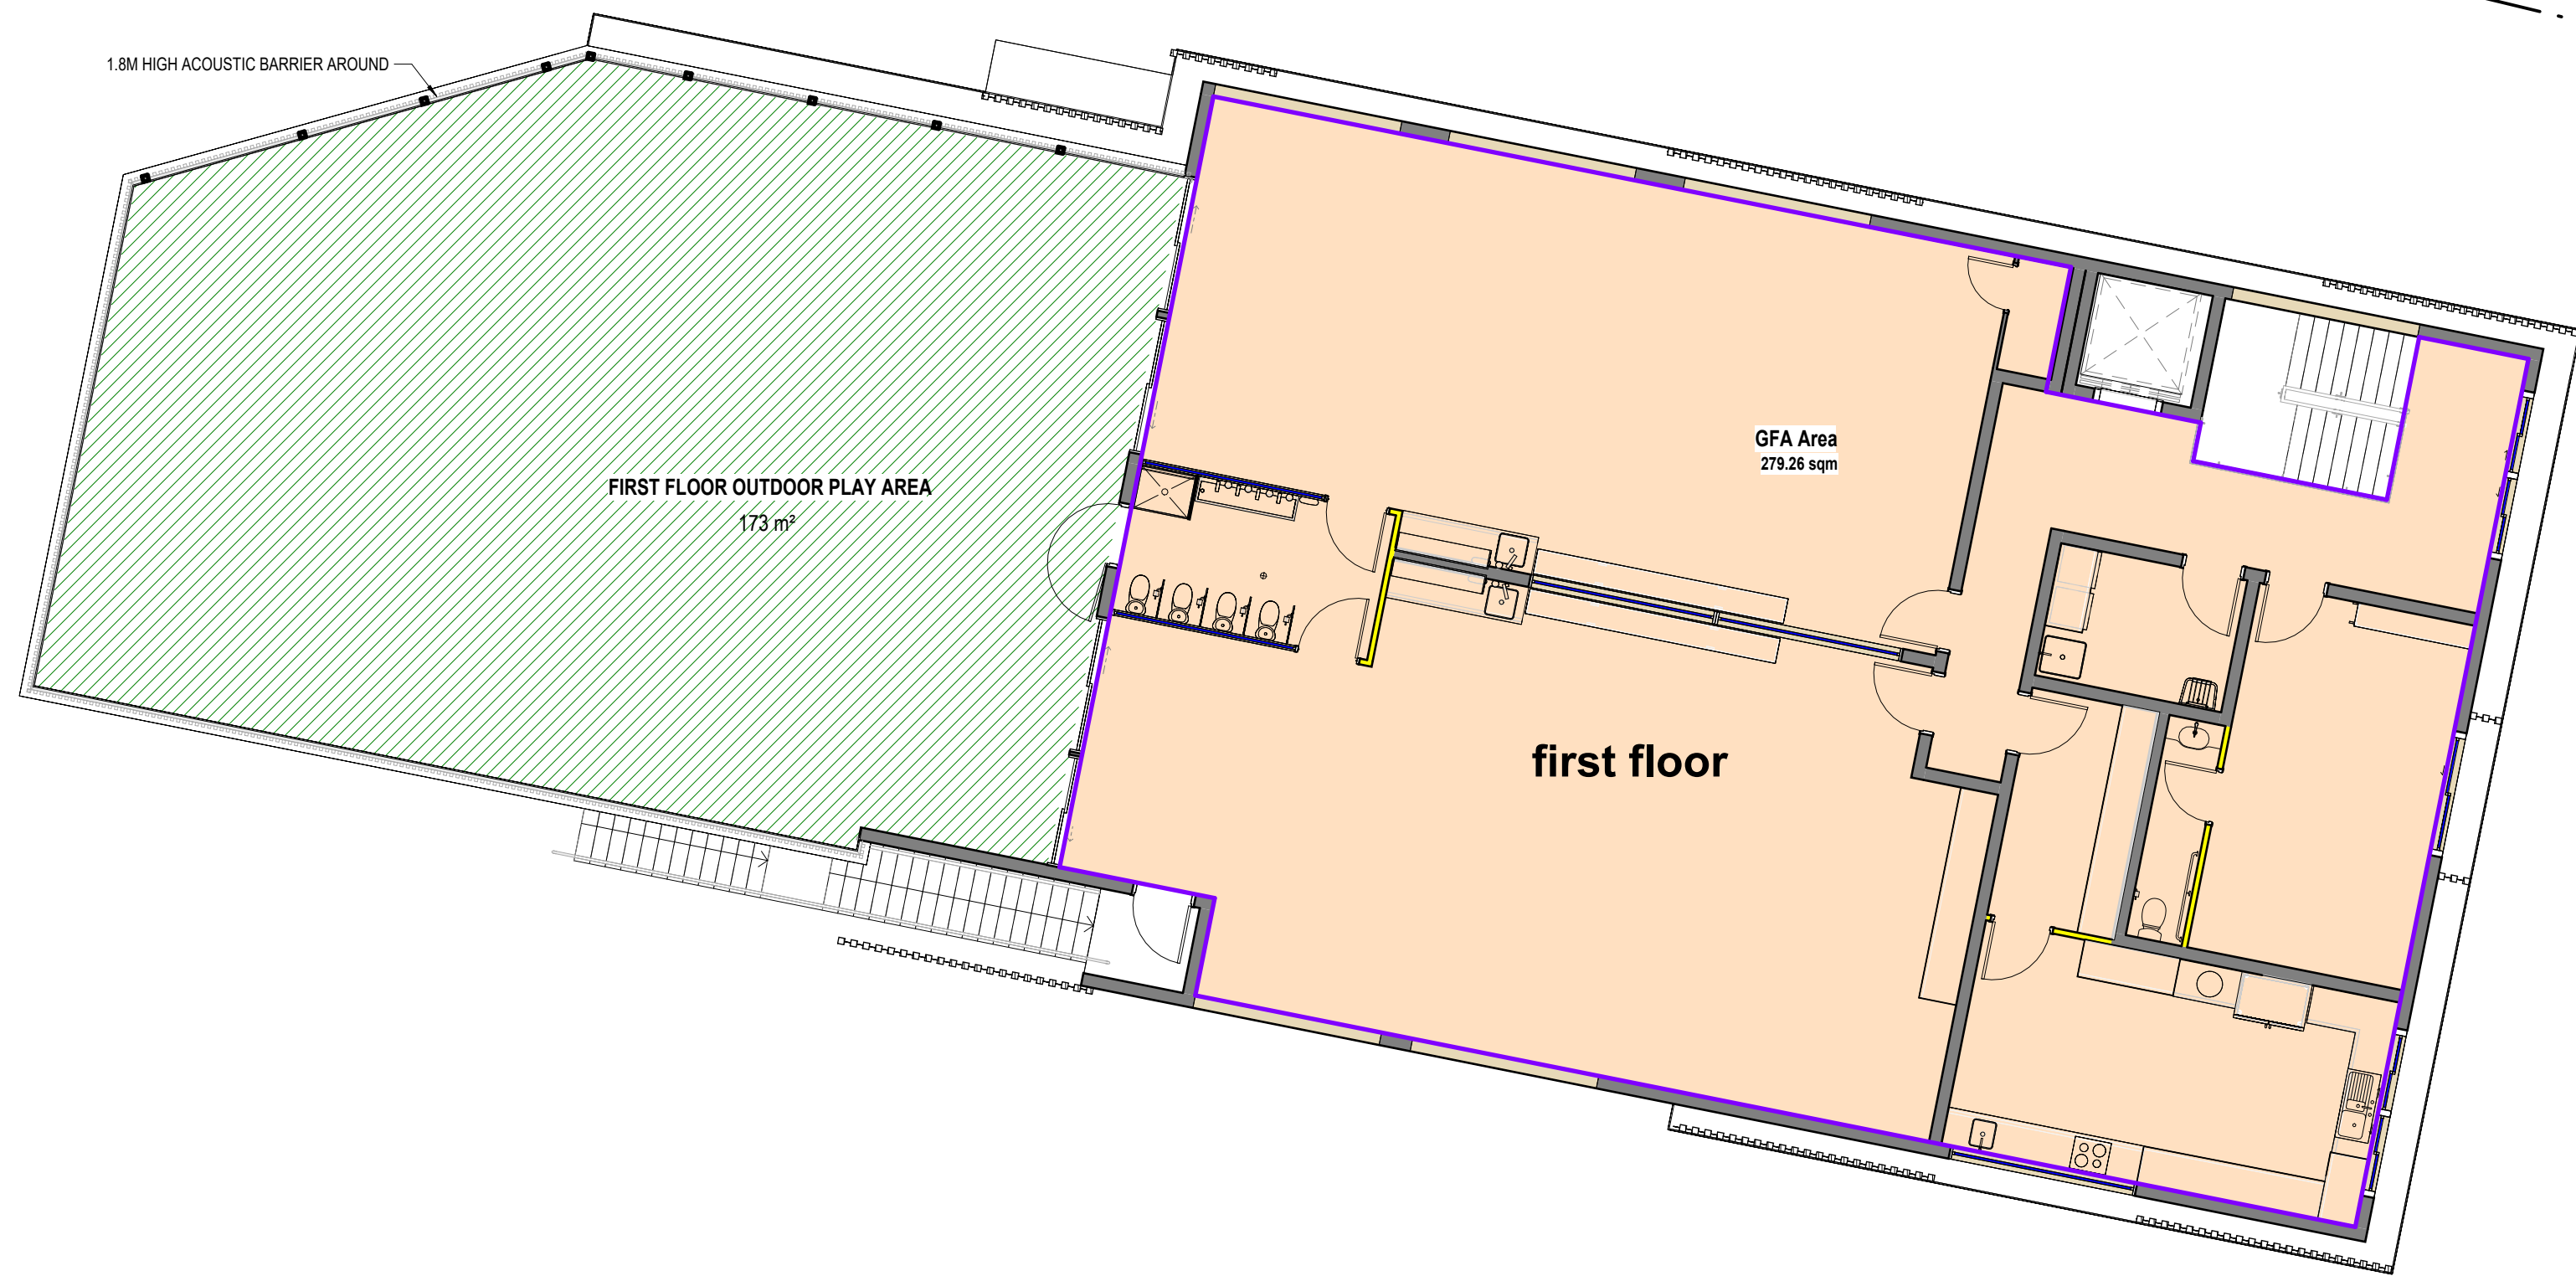 1.8M HIGH ACOUSTIC BARRIER AROUND
GFA Area
279.26 sqm
FIRST FLOOR OUTDOOR PLAY AREA
173 m²
first floor